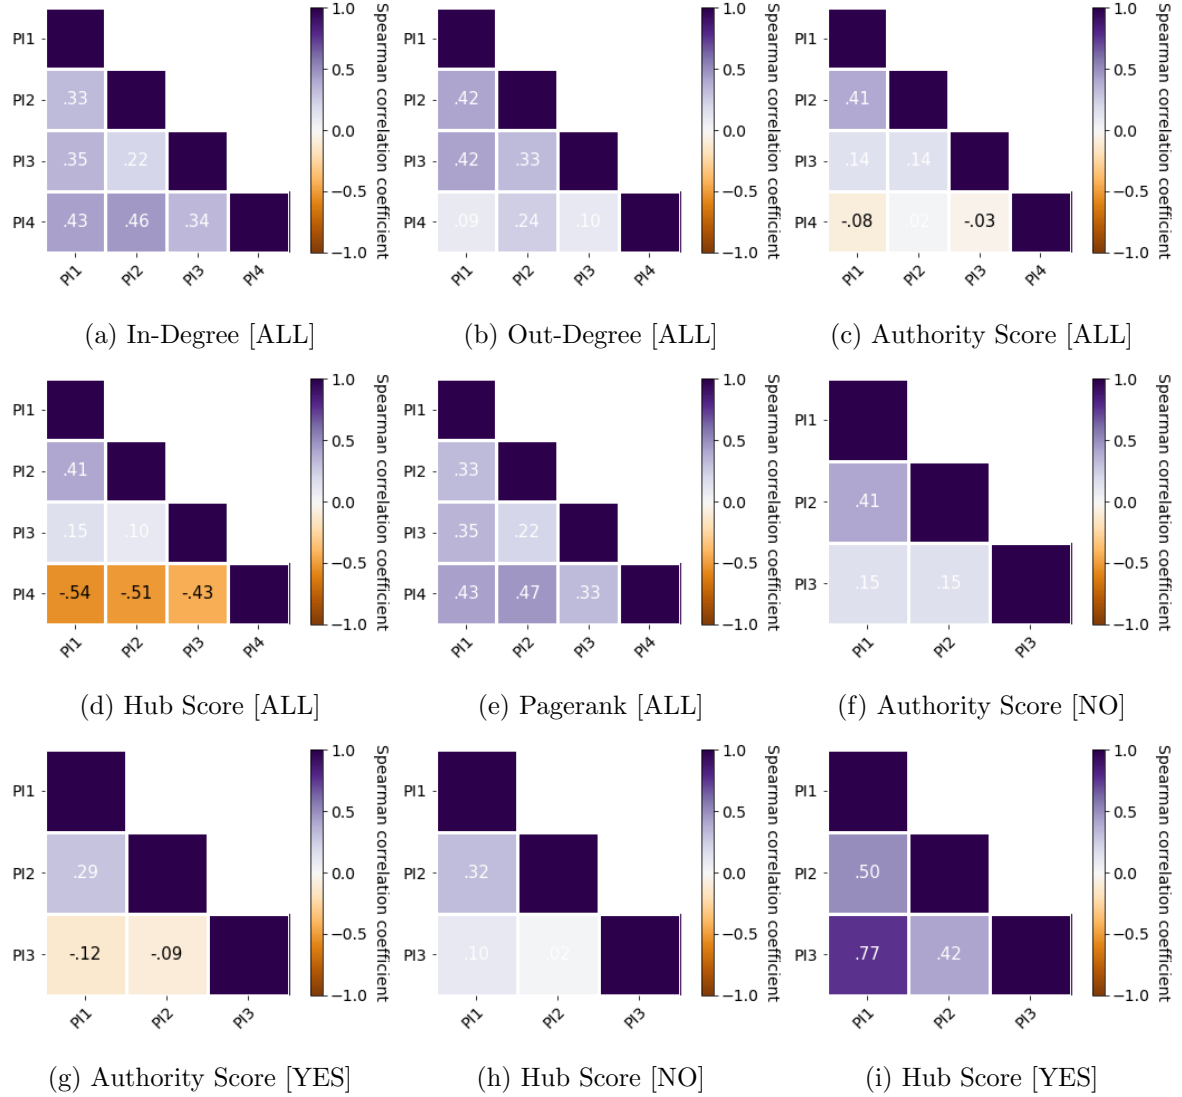 PI1
PI2 .33
PI3 .35 .22
PI4 .43 .46 .34
PI1 PI2 PI3 PI4
1.0
0.5
0.0
−0.5
−1.0
Spearman correlation coefficient
(a) In-Degree [ALL]
PI1
PI2 .42
PI3 .42 .33
PI4 .09 .24 .10
PI1 PI2 PI3 PI4
1.0
0.5
0.0
−0.5
−1.0
Spearman correlation coefficient
(b) Out-Degree [ALL]
PI1
PI2 .41
PI3 .14 .14
PI4 -.08 .02 -.03
PI1 PI2 PI3 PI4
1.0
0.5
0.0
−0.5
−1.0
Spearman correlation coefficient
(c) Authority Score [ALL]
PI1
PI2 .41
PI3 .15 .10
PI4 -.54 -.51 -.43
PI1 PI2 PI3 PI4
1.0
0.5
0.0
−0.5
−1.0
Spearman correlation coefficient
(d) Hub Score [ALL]
PI1
PI2 .33
PI3 .35 .22
PI4 .43 .47 .33
PI1 PI2 PI3 PI4
1.0
0.5
0.0
−0.5
−1.0
Spearman correlation coefficient
(e) Pagerank [ALL]
PI1
PI2 .41
PI3 .15 .15
PI1 PI2 PI3
1.0
0.5
0.0
−0.5
−1.0
Spearman correlation coefficient
(f) Authority Score [NO]
PI1
PI2 .29
PI3 -.12 -.09
PI1 PI2 PI3
1.0
0.5
0.0
−0.5
−1.0
Spearman correlation coefficient
(g) Authority Score [YES]
PI1
PI2 .32
PI3 .10 .02
PI1 PI2 PI3
1.0
0.5
0.0
−0.5
−1.0
Spearman correlation coefficient
(h) Hub Score [NO]
PI1
PI2 .50
PI3 .77 .42
PI1 PI2 PI3
1.0
0.5
0.0
−0.5
−1.0
Spearman correlation coefficient
(i) Hub Score [YES]